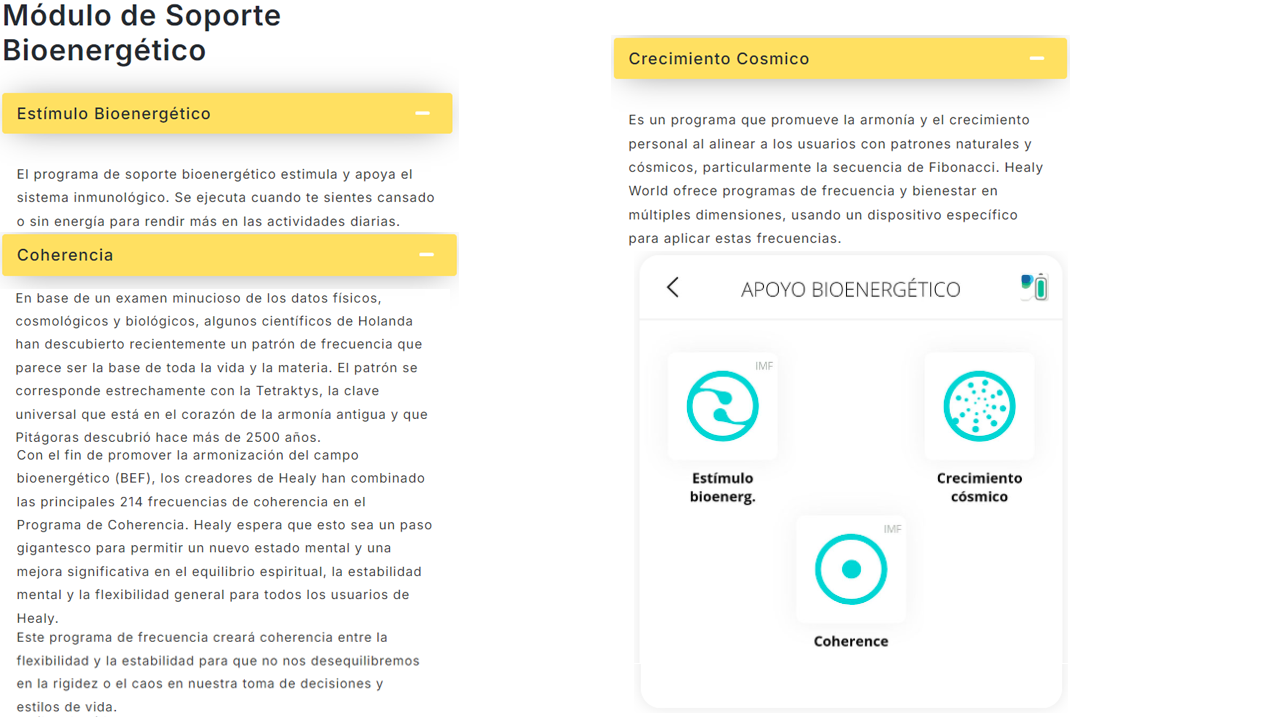 Módulo de Soporte
Bioenergético
Estímulo Bioenergético
El programa de soporte bioenergético estimula y apoya el
sistema inmunológico. Se ejecuta cuando te sientes cansado
o sin energía para rendir más en las actividades diarias.
Coherencia
En base de un examen minucioso de los datos físicos,
cosmológicos y biológicos, algunos científicos de Holanda
han descubierto recientemente un patrón de frecuencia que
parece ser la base de toda la vida y la materia. El patrón se
corresponde estrechamente con la Tetraktys, la clave
universal que está en el corazón de la armonía antigua y que
Pitágoras descubrió hace más de 2500 años.
Con el fin de promover la armonización del campo
bioenergético (BEF), los creadores de Healy han combinado
las principales 214 frecuencias de coherencia en el
Programa de Coherencia. Healy espera que esto sea un paso
gigantesco para permitir un nuevo estado mental y una
mejora significativa en el equilibrio espiritual, la estabilidad
mental y la flexibilidad general para todos los usuarios de
Healy.
Este programa de frecuencia creará coherencia entre la
flexibilidad y la estabilidad para que no nos desequilibremos
en la rigidez o el caos en nuestra toma de decisiones y
estilos de vida.
Crecimiento Cosmico
Es un programa que promueve la armonía y el crecimiento
personal al alinear a los usuarios con patrones naturales y
cósmicos, particularmente la secuencia de Fibonacci. Healy
World ofrece programas de frecuencia y bienestar en
múltiples dimensiones, usando un dispositivo específico
para aplicar estas frecuencias.
APOYO BIOENERGÉTICO
IMF
Estímulo
bioenerg.
Crecimiento
cósmico
IMF
Coherence